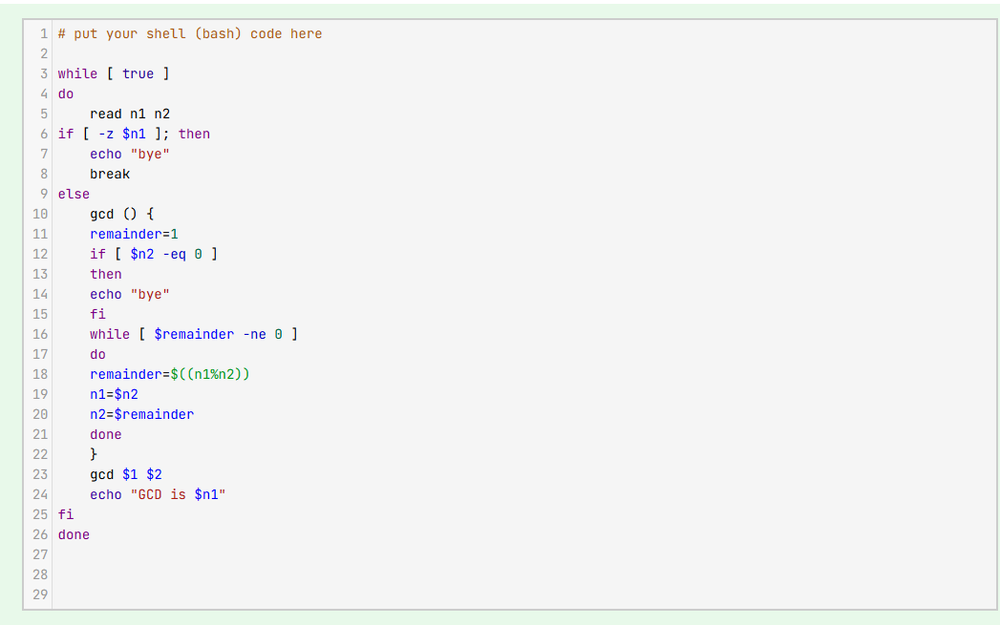 1 # put your shell (bash) code here
2
3 while [ true ]
4 do
5     read n1 n2
6 if [ -z $n1 ]; then
7     echo "bye"
8     break
9 else
10     gcd () {
11     remainder=1
12     if [ $n2 -eq 0 ]
13     then
14     echo "bye"
15     fi
16     while [ $remainder -ne 0 ]
17     do
18     remainder=$((n1%n2))
19     n1=$n2
20     n2=$remainder
21     done
22     }
23     gcd $1 $2
24     echo "GCD is $n1"
25 fi
26 done
27
28
29